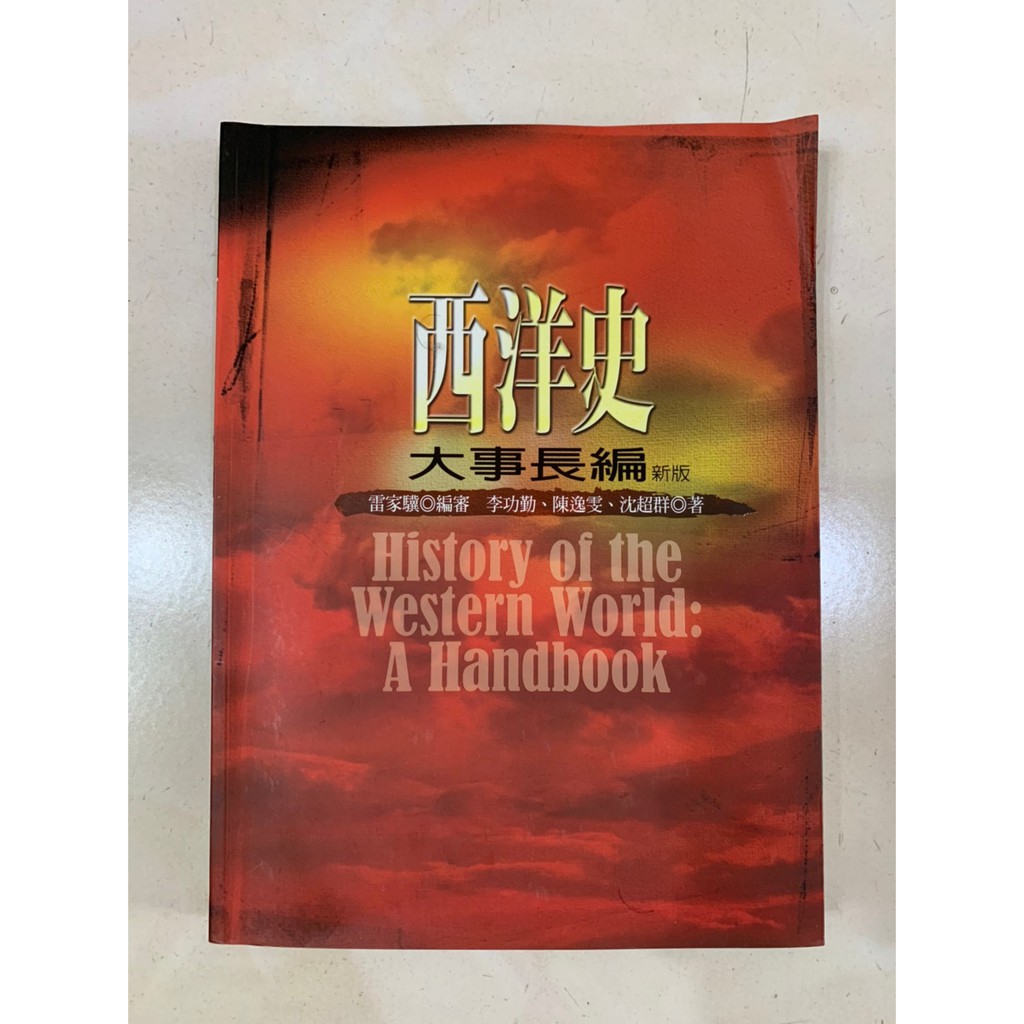 西洋史
大事長編 新版
雷家驥◎編審 李功勤、陳逸雯、沈超群◎著
History of the
Western World:
A Handbook